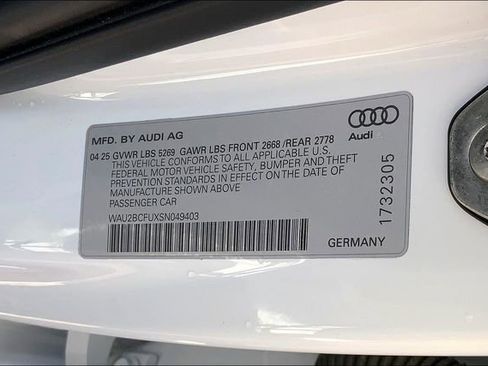 MFD. BY AUDI AG
Audi
04 25 GVWR LBS 5269 GAWR LBS FRONT 2668 /REAR 2778
THIS VEHICLE CONFORMS TO ALL APPLICABLE U.S.
FEDERAL MOTOR VEHICLE SAFETY, BUMPER AND THEFT
PREVENTION STANDARDS IN EFFECT ON THE DATE OF
MANUFACTURE SHOWN ABOVE
PASSENGER CAR
WAU2BCFUXSN049403
1732305
GERMANY